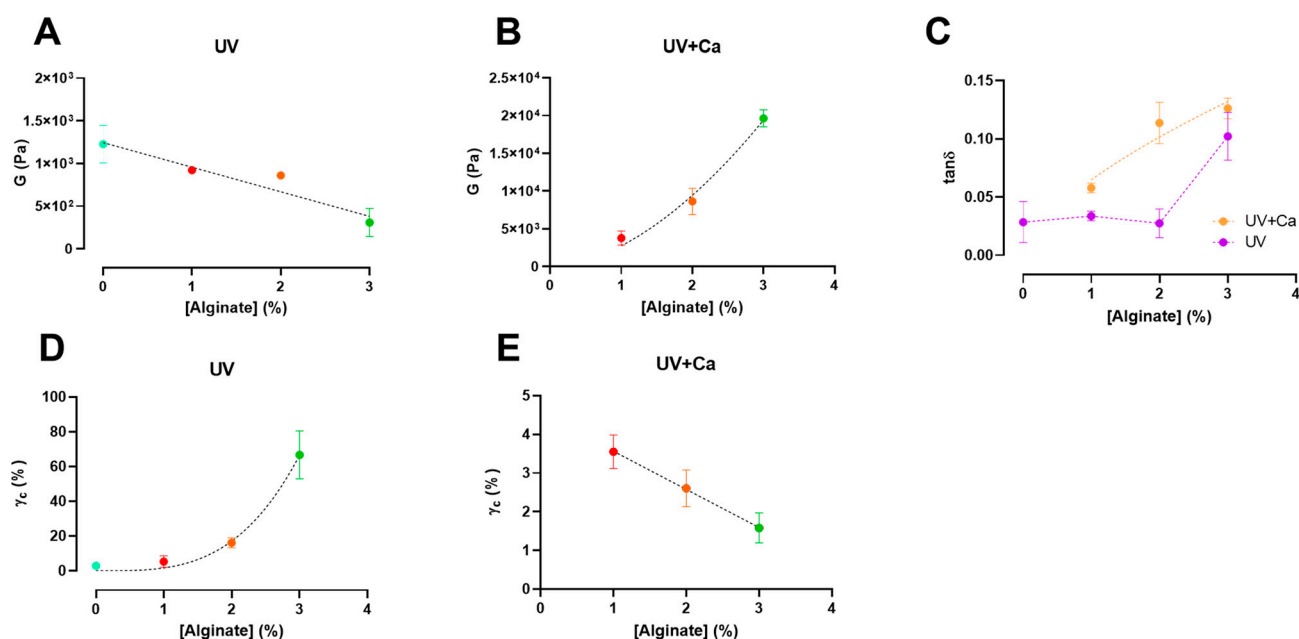 A
UV
G (Pa)
2×10³
1.5×10³
1×10³
5×10²
0
0 1 2 3
[Alginate] (%)
B
UV+Ca
G (Pa)
2.5×10⁴
2×10⁴
1.5×10⁴
1×10⁴
5×10³
0
0 1 2 3 4
[Alginate] (%)
C
tanδ
0.15
0.10
0.05
0.00
UV+Ca
UV
0 1 2 3 4
[Alginate] (%)
D
UV
γc (%)
100
80
60
40
20
0
0 1 2 3 4
[Alginate] (%)
E
UV+Ca
γc (%)
5
4
3
2
1
0
0 1 2 3 4
[Alginate] (%)